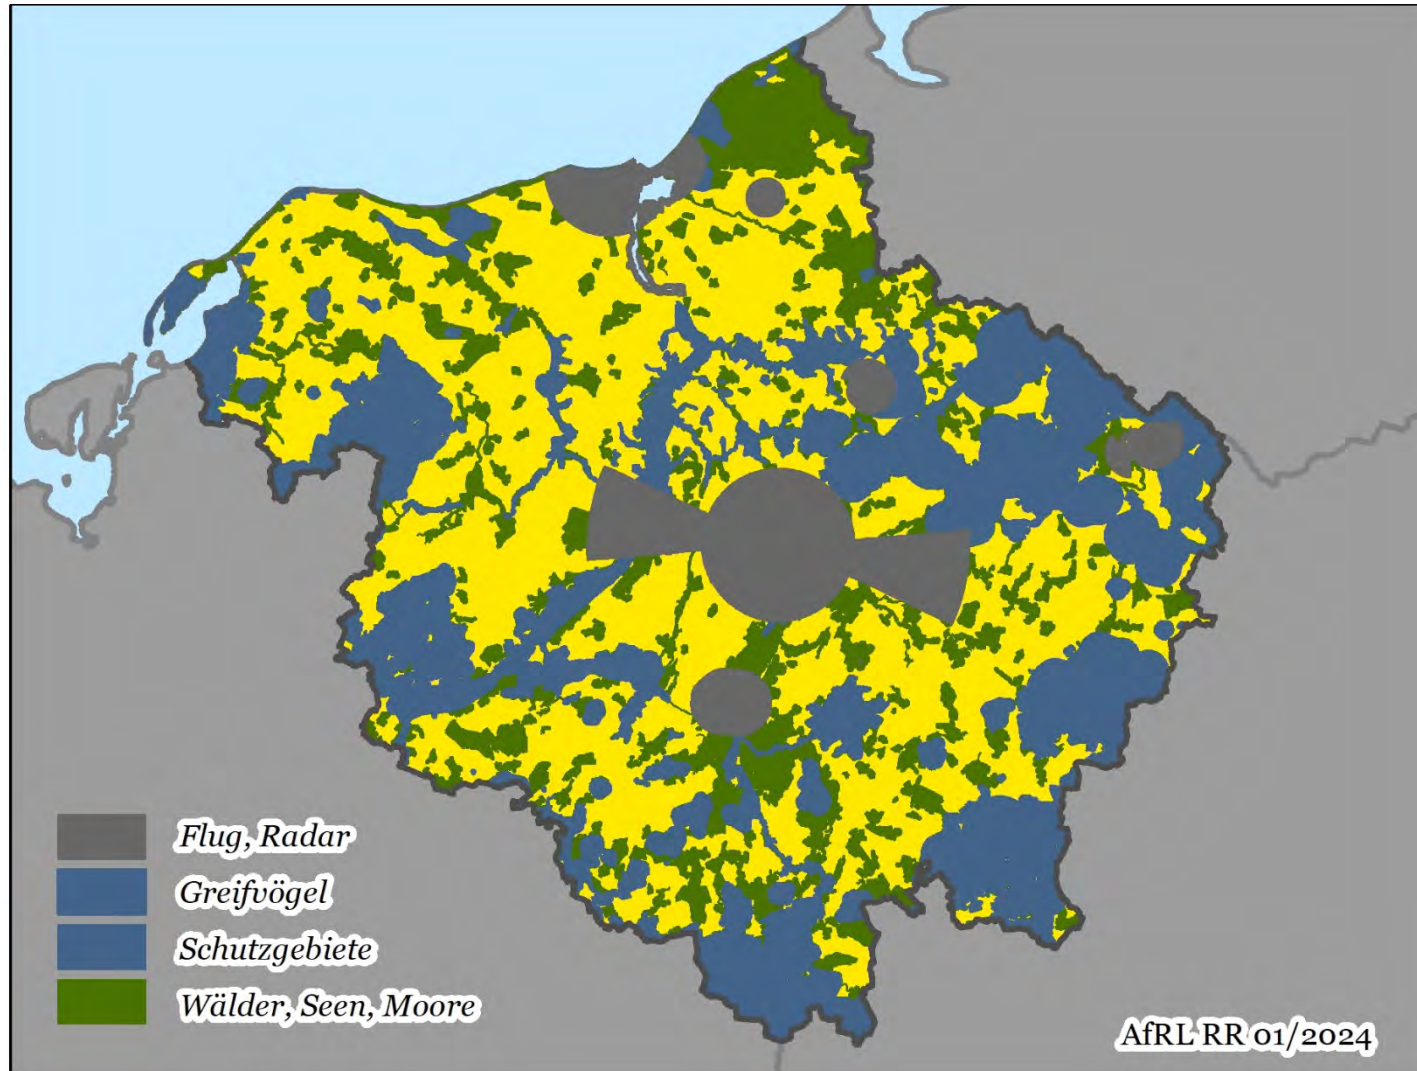 Flug, Radar
Greifvögel
Schutzgebiete
Wälder, Seen, Moore
AfRL RR 01/2024